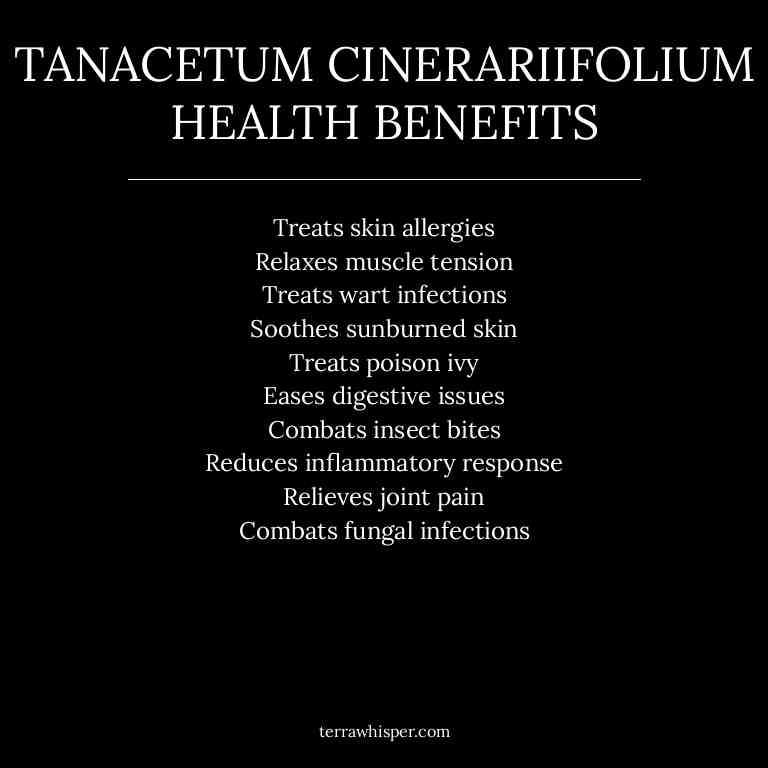 TANACETUM CINERARIIFOLIUM
HEALTH BENEFITS
Treats skin allergies
Relaxes muscle tension
Treats wart infections
Soothes sunburned skin
Treats poison ivy
Eases digestive issues
Combats insect bites
Reduces inflammatory response
Relieves joint pain
Combats fungal infections
terrawhisper.com